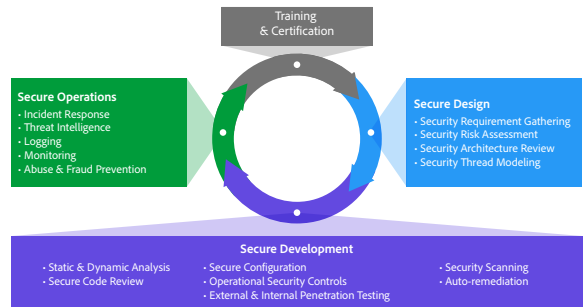 Training
& Certification
Secure Operations
• Incident Response
• Threat Intelligence
• Logging
• Monitoring
• Abuse & Fraud Prevention
Secure Design
• Security Requirement Gathering
• Security Risk Assessment
• Security Architecture Review
• Security Thread Modeling
Secure Development
• Static & Dynamic Analysis
• Secure Code Review
• Secure Configuration
• Operational Security Controls
• External & Internal Penetration Testing
• Security Scanning
• Auto-remediation